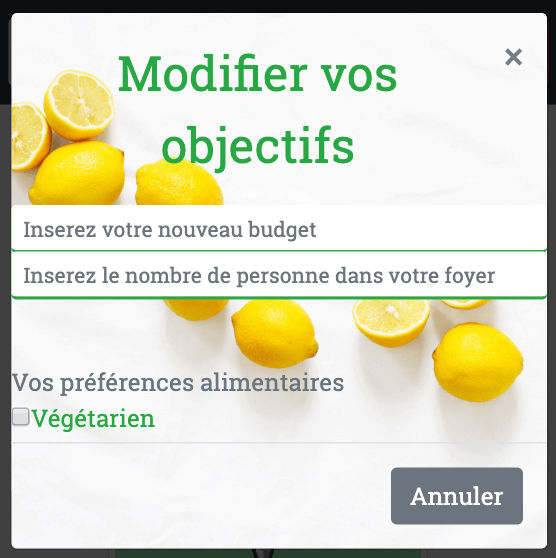 Modifier vos
×
objectifs
Inserez votre nouveau budget
Inserez le nombre de personne dans votre foyer
Vos préférences alimentaires
Végétarien
Annuler